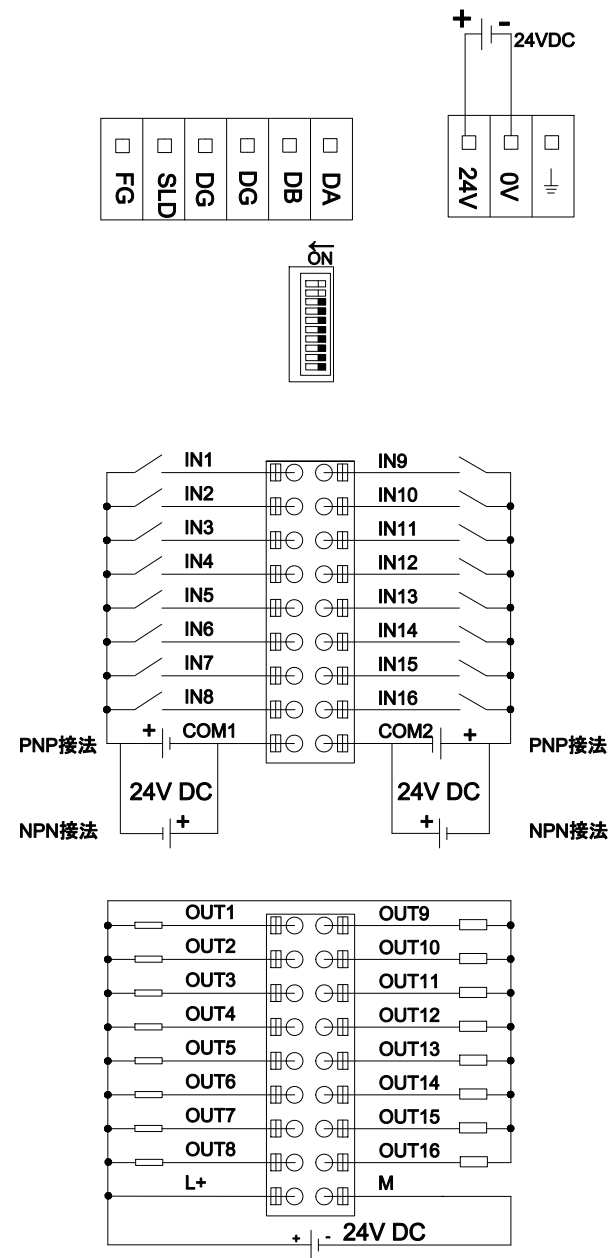 + -
24VDC
FG SLD DG DG DB DA
24V 0V
ON
IN1 IN9
IN2 IN10
IN3 IN11
IN4 IN12
IN5 IN13
IN6 IN14
IN7 IN15
IN8 IN16
PNP接法 + COM1 COM2 + PNP接法
24V DC 24V DC
NPN接法 + + NPN接法
OUT1 OUT9
OUT2 OUT10
OUT3 OUT11
OUT4 OUT12
OUT5 OUT13
OUT6 OUT14
OUT7 OUT15
OUT8 OUT16
L+ M
+ - 24V DC